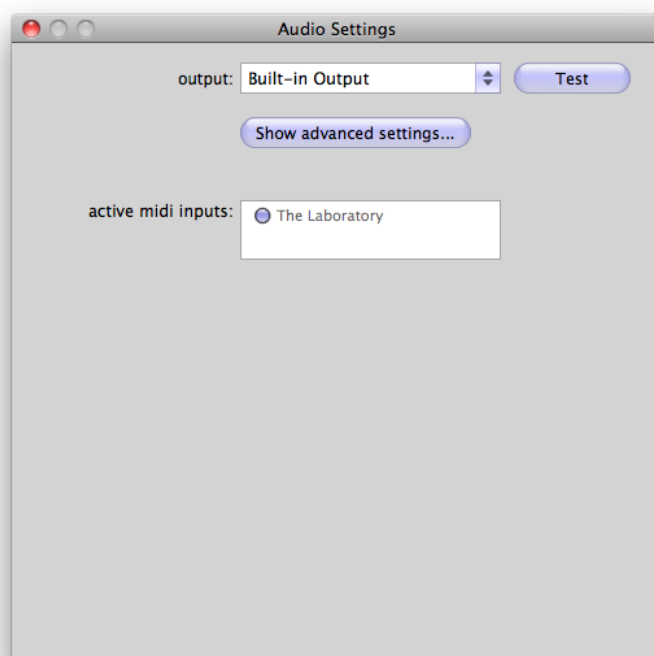 Audio Settings
output: Built-in Output Test
Show advanced settings...
active midi inputs: The Laboratory